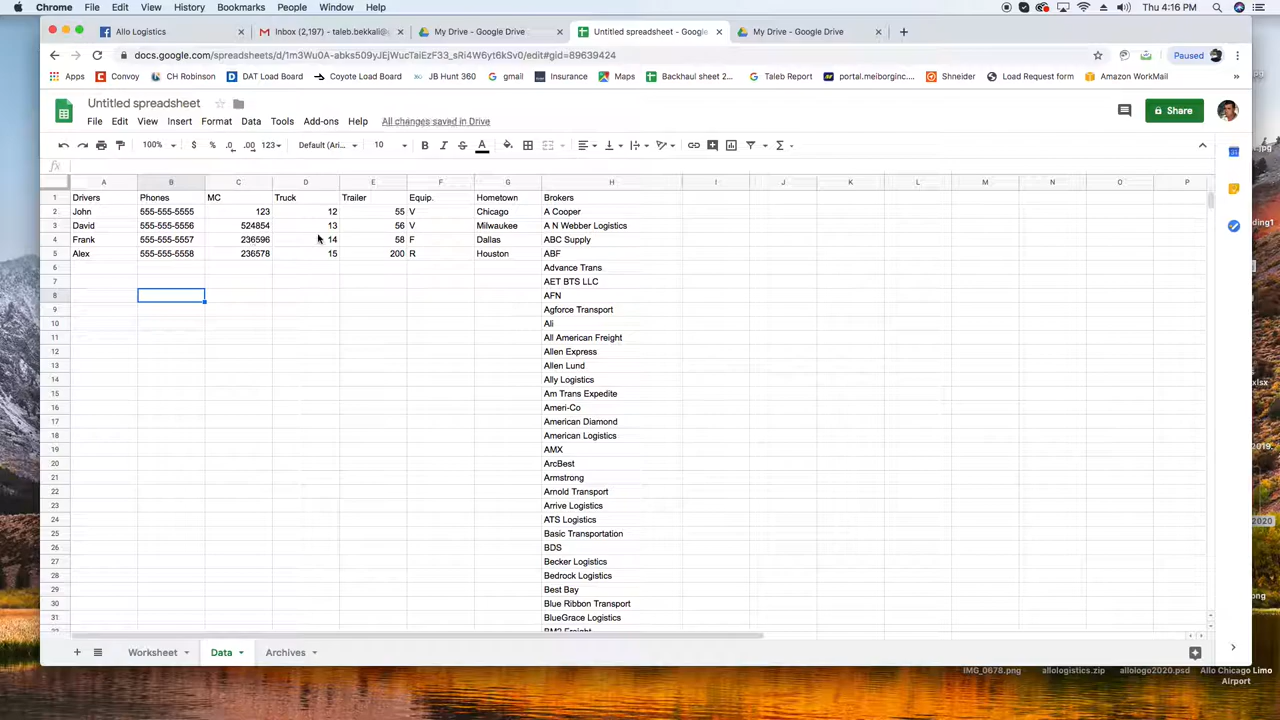 Chrome File Edit View History Bookmarks People Window Help Thu 4:16 PM
Allo Logistics Inbox (2,197) - taleb.bekkali@ My Drive - Google Drive Untitled spreadsheet - Google My Drive - Google Drive
Paused
Apps Convoy CH Robinson DAT Load Board Coyote Load Board JB Hunt 360 gmail Insurance Maps Backhaul sheet 2... Taleb Report portal.meiborginc... Shneider Load Request form Amazon WorkMail
Untitled spreadsheet
File Edit View Insert Format Data Tools Add-ons Help All changes saved in Drive
Share
100% $ % .0 .00 123 Default (Ari... 10 B I S A
fx
A B C D E F G H I J K L M N O P
1 Drivers Phones MC Truck Trailer Equip. Hometown Brokers
2 John 555-555-5555 123 12 55 V Chicago A Cooper
3 David 555-555-5556 524854 13 56 V Milwaukee A N Webber Logistics
4 Frank 555-555-5557 236596 14 58 F Dallas ABC Supply
5 Alex 555-555-5558 236578 15 200 R Houston ABF
6 Advance Trans
7 AET BTS LLC
8 AFN
9 Agforce Transport
10 Ali
11 All American Freight
12 Allen Express
13 Allen Lund
14 Ally Logistics
15 Am Trans Expedite
16 Ameri-Co
17 American Diamond
18 American Logistics
19 AMX
20 ArcBest
21 Armstrong
22 Arnold Transport
23 Arrive Logistics
24 ATS Logistics
25 Basic Transportation
26 BDS
27 Becker Logistics
28 Bedrock Logistics
29 Best Bay
30 Blue Ribbon Transport
31 BlueGrace Logistics
Worksheet Data Archives
IMG_0678.png allologistics.zip allologo2020.psd Allo Chicago Limo
Airport